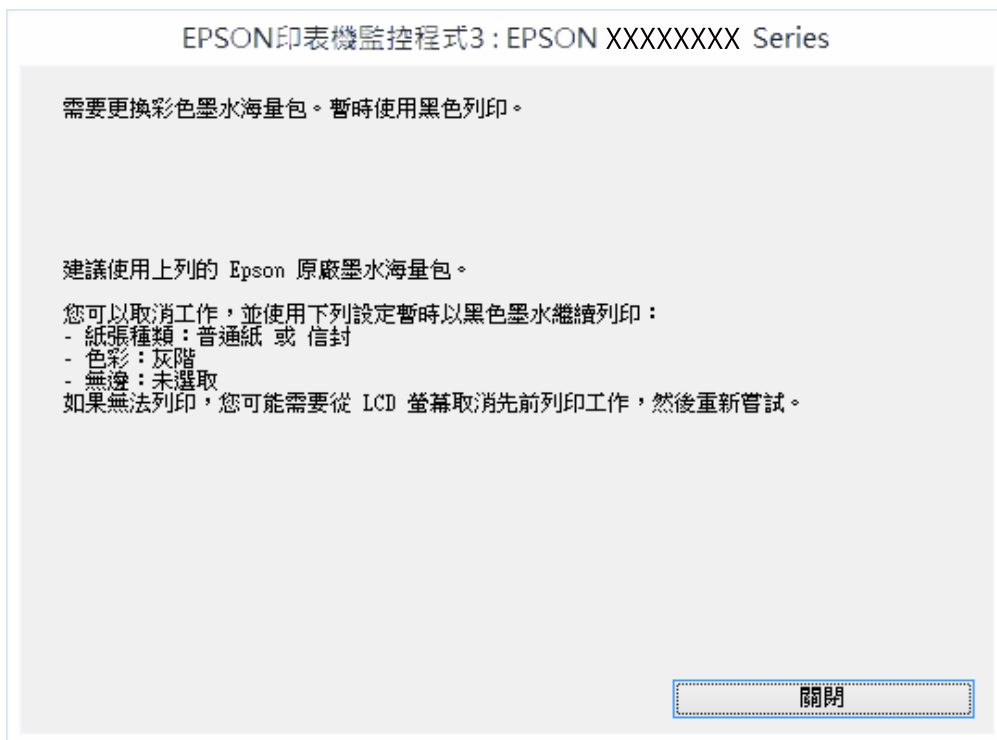 EPSON印表機監控程式3 : EPSON XXXXXXXX Series
需要更換彩色墨水海量包。暫時使用黑色列印。
建議使用上列的 Epson 原廠墨水海量包。
您可以取消工作，並使用下列設定暫時以黑色墨水繼續列印：
- 紙張種類：普通紙 或 信封
- 色彩：灰階
- 無邊：未選取
如果無法列印，您可能需要從 LCD 螢幕取消先前列印工作，然後重新嘗試。
關閉